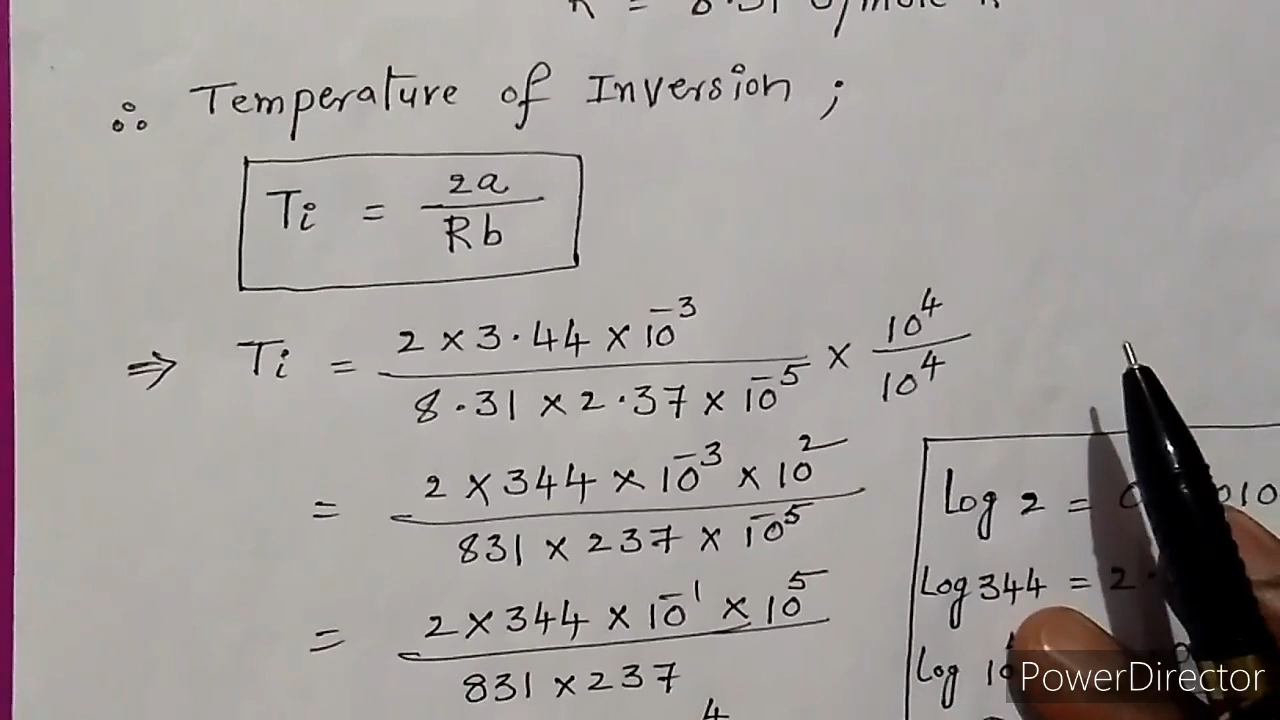 ∴ Temperature of Inversion ;
Ti = 2a / Rb
⇒ Ti = 2 × 3.44 × 10⁻³ / 8.31 × 2.37 × 10⁻⁵ × 10⁴ / 10⁴
= 2 × 344 × 10⁻³ × 10² / 831 × 237 × 10⁻⁵
= 2 × 344 × 10⁻¹ × 10⁵ / 831 × 237
4
Log 2 =
Log 344 = 2.
Log
PowerDirector